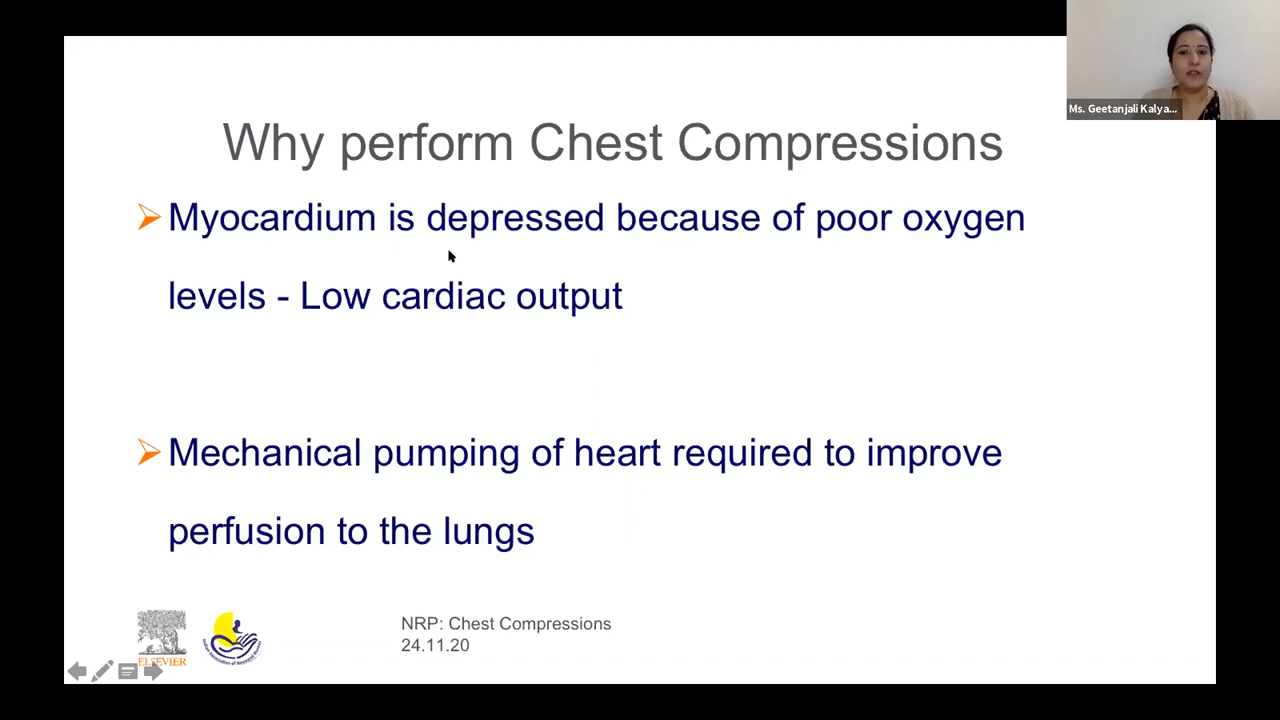 Ms. Geetanjali Kalya...
Why perform Chest Compressions
Myocardium is depressed because of poor oxygen
levels - Low cardiac output
Mechanical pumping of heart required to improve
perfusion to the lungs
NRP: Chest Compressions
24.11.20
ELSEVIER